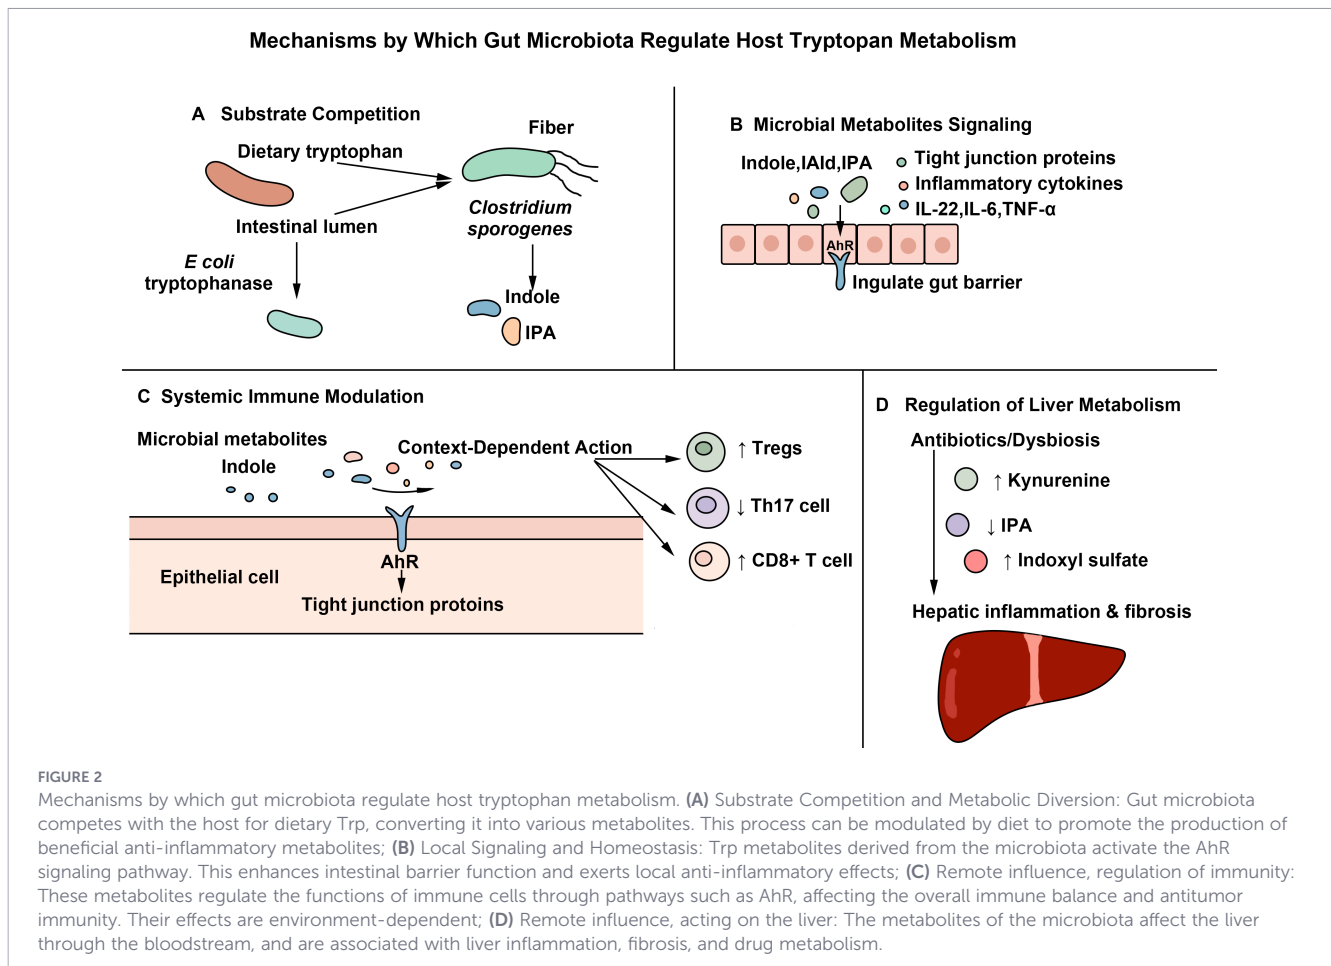 Mechanisms by Which Gut Microbiota Regulate Host Tryptopan Metabolism
A Substrate Competition
Dietary tryptophan
Intestinal lumen
E coli
tryptophanase
Fiber
Clostridium
sporogenes
Indole
IPA
B Microbial Metabolites Signaling
Indole,IAld,IPA
Tight junction proteins
Inflammatory cytokines
IL-22,IL-6,TNF-α
AhR
Ingulate gut barrier
C Systemic Immune Modulation
Microbial metabolites
Indole
Context-Dependent Action
↑ Tregs
↓ Th17 cell
↑ CD8+ T cell
AhR
Epithelial cell
Tight junction protoins
D Regulation of Liver Metabolism
Antibiotics/Dysbiosis
↑ Kynurenine
↓ IPA
↑ Indoxyl sulfate
Hepatic inflammation & fibrosis
FIGURE 2
Mechanisms by which gut microbiota regulate host tryptophan metabolism. (A) Substrate Competition and Metabolic Diversion: Gut microbiota
competes with the host for dietary Trp, converting it into various metabolites. This process can be modulated by diet to promote the production of
beneficial anti-inflammatory metabolites; (B) Local Signaling and Homeostasis: Trp metabolites derived from the microbiota activate the AhR
signaling pathway. This enhances intestinal barrier function and exerts local anti-inflammatory effects; (C) Remote influence, regulation of immunity:
These metabolites regulate the functions of immune cells through pathways such as AhR, affecting the overall immune balance and antitumor
immunity. Their effects are environment-dependent; (D) Remote influence, acting on the liver: The metabolites of the microbiota affect the liver
through the bloodstream, and are associated with liver inflammation, fibrosis, and drug metabolism.